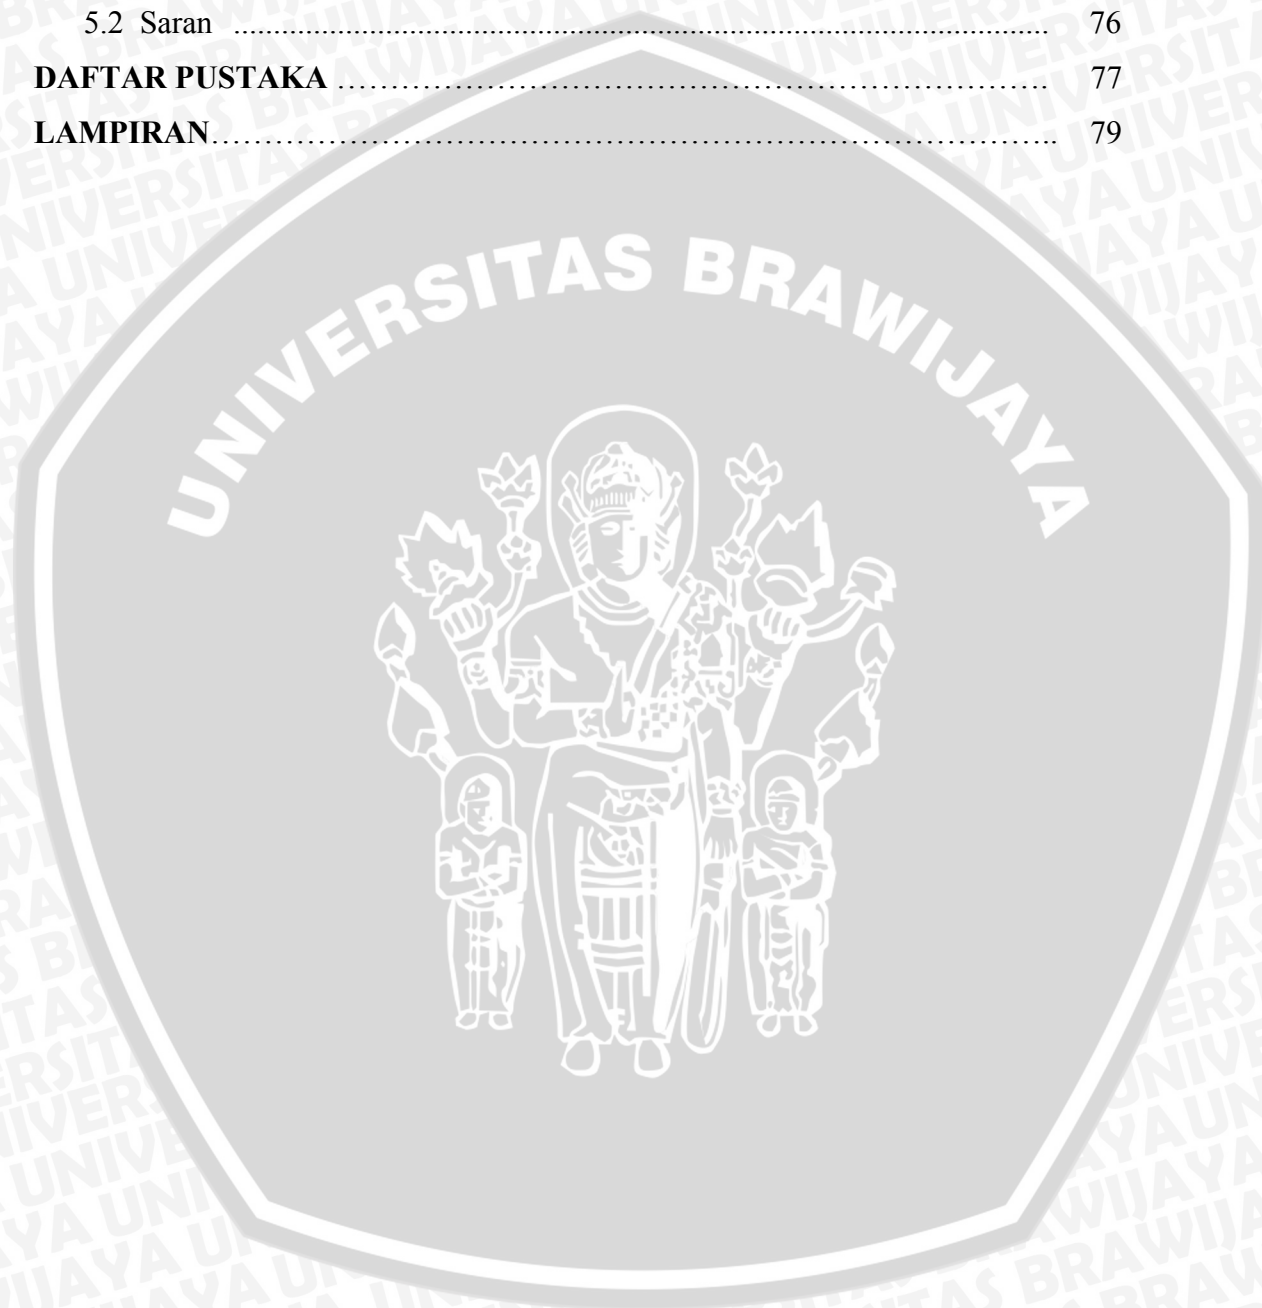 5.2 Saran ........................................................................................................ 76
DAFTAR PUSTAKA …………………………………………………………. 77
LAMPIRAN…………………………………………………………………….. 79
UNIVERSITAS BRAWIJAYA